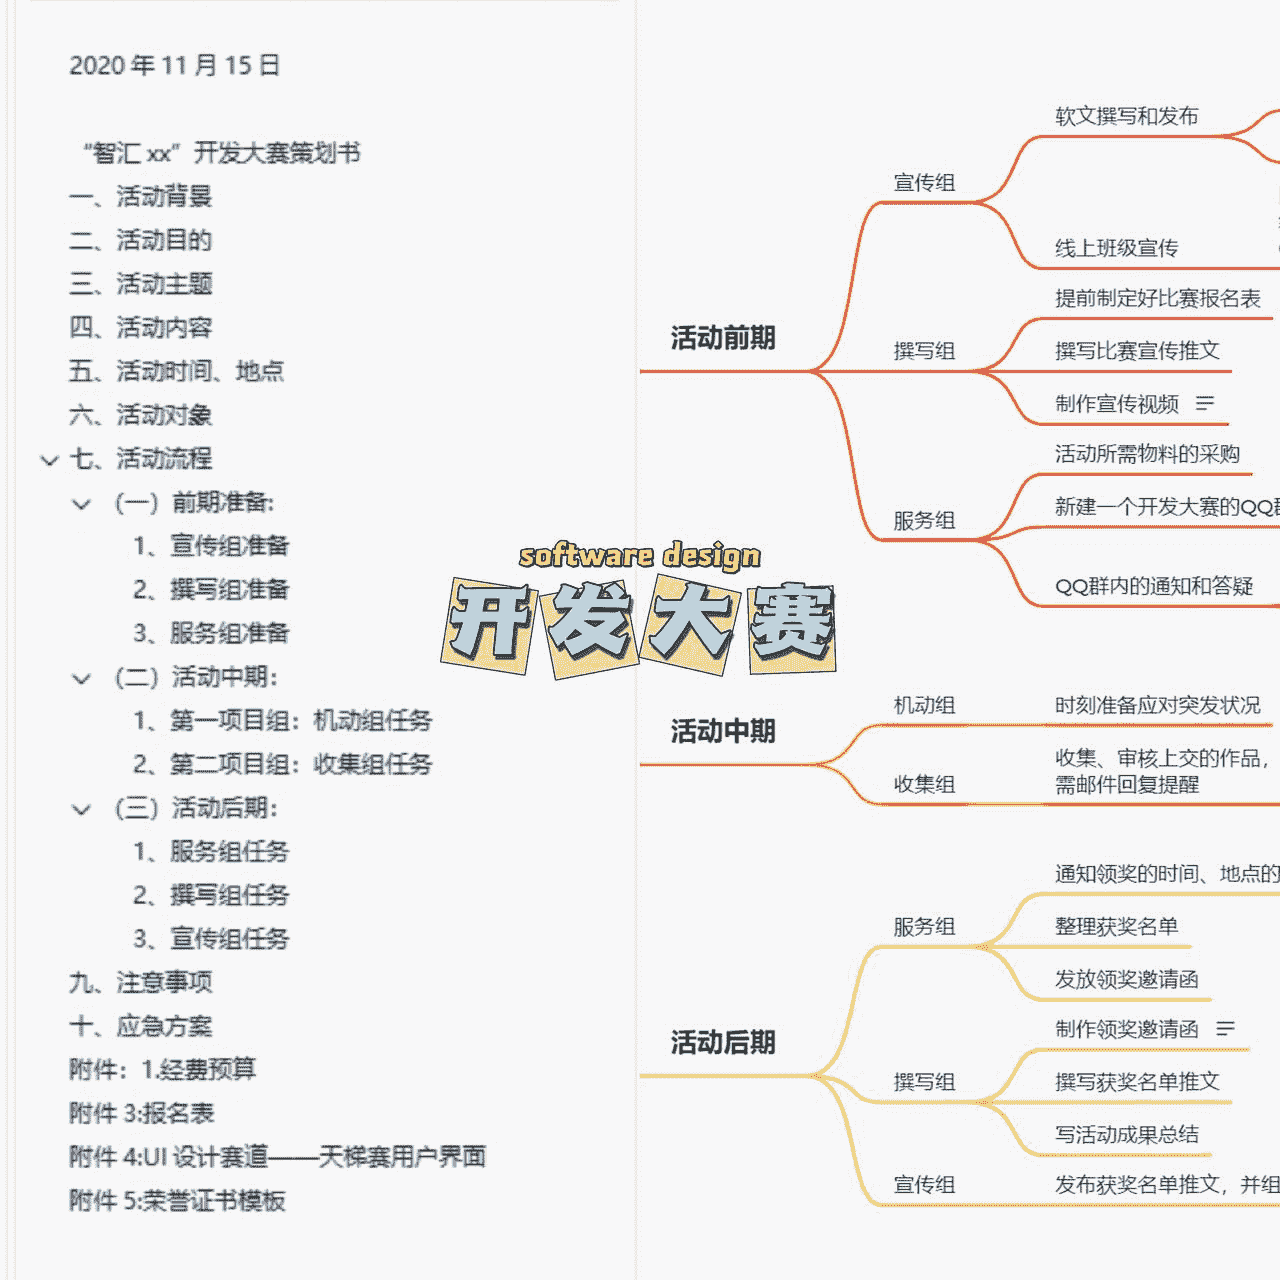 2020 年 11 月 15 日
“智汇 xx”开发大赛策划书
一、活动背景
二、活动目的
三、活动主题
四、活动内容
五、活动时间、地点
六、活动对象
七、活动流程
（一）前期准备:
1、宣传组准备
2、撰写组准备
3、服务组准备
（二）活动中期:
1、第一项目组：机动组任务
2、第二项目组：收集组任务
（三）活动后期:
1、服务组任务
2、撰写组任务
3、宣传组任务
九、注意事项
十、应急方案
附件：1.经费预算
附件 3:报名表
附件 4:UI 设计赛道——天梯赛用户界面
附件 5:荣誉证书模板
software design
开发大赛
活动前期
宣传组
软文撰写和发布
线上班级宣传
撰写组
提前制定好比赛报名表
撰写比赛宣传推文
制作宣传视频
服务组
活动所需物料的采购
新建一个开发大赛的QQ群
QQ群内的通知和答疑
活动中期
机动组
时刻准备应对突发状况
收集组
收集、审核上交的作品，
需邮件回复提醒
活动后期
服务组
通知领奖的时间、地点的
整理获奖名单
发放领奖邀请函
撰写组
制作领奖邀请函
撰写获奖名单推文
写活动成果总结
宣传组
发布获奖名单推文，并组